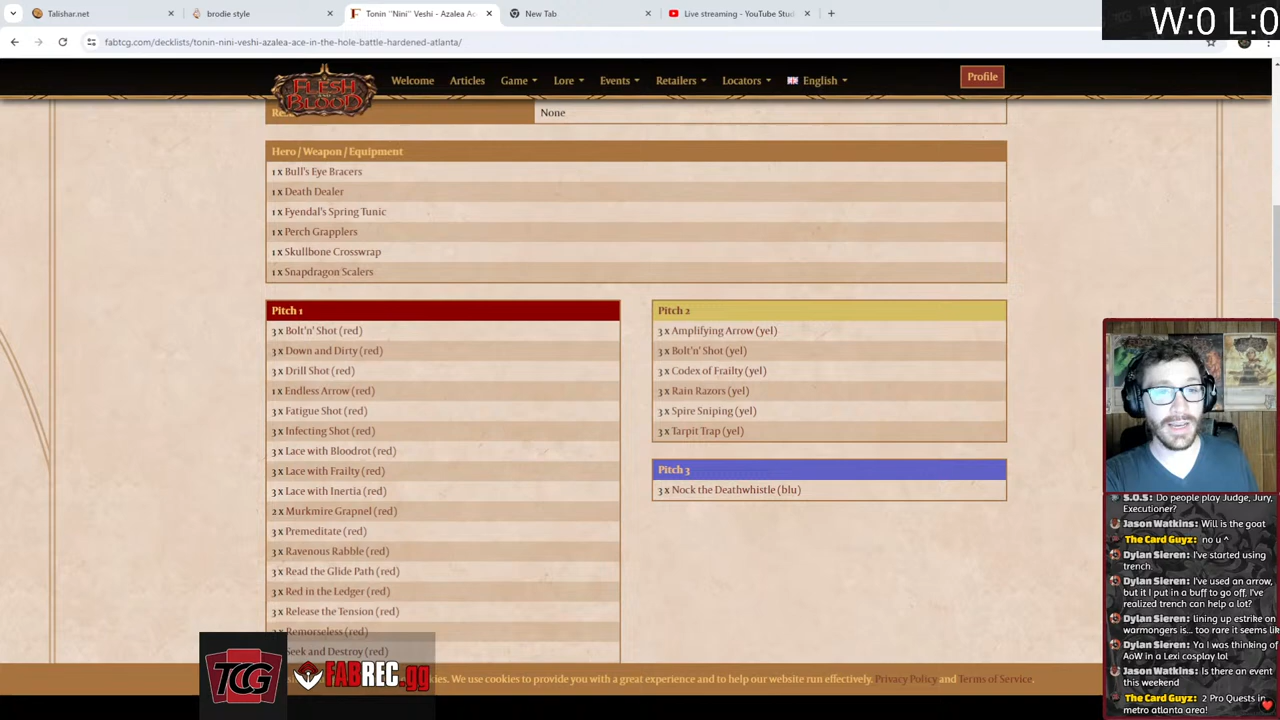 Talishar.net
brodie style
Tonin "Nini" Veshi - Azalea Ac
New Tab
Live streaming - YouTube Stud
W:0 L:0
fabtcg.com/decklists/tonin-nini-veshi-azalea-ace-in-the-hole-battle-hardened-atlanta/
FLESH AND BLOOD
Welcome
Articles
Game
Lore
Events
Retailers
Locators
English
Profile
None
Hero / Weapon / Equipment
1 x Bull's Eye Bracers
1 x Death Dealer
1 x Fyendal's Spring Tunic
1 x Perch Grapplers
1 x Skullbone Crosswrap
1 x Snapdragon Scalers
Pitch 1
3 x Bolt'n' Shot (red)
3 x Down and Dirty (red)
3 x Drill Shot (red)
1 x Endless Arrow (red)
3 x Fatigue Shot (red)
3 x Infecting Shot (red)
3 x Lace with Bloodrot (red)
3 x Lace with Frailty (red)
3 x Lace with Inertia (red)
2 x Murkmire Grapnel (red)
3 x Premeditate (red)
3 x Ravenous Rabble (red)
3 x Read the Glide Path (red)
3 x Red in the Ledger (red)
3 x Release the Tension (red)
Remorseless (red)
Seek and Destroy (red)
Pitch 2
3 x Amplifying Arrow (yel)
3 x Bolt'n' Shot (yel)
3 x Codex of Frailty (yel)
3 x Rain Razors (yel)
3 x Spire Sniping (yel)
3 x Tarpit Trap (yel)
Pitch 3
3 x Nock the Deathwhistle (blu)
TCG
FABREC.gg
kies. We use cookies to provide you with a great experience and to help our website run effectively. Privacy Policy and Terms of Service.
S.O.S: Do people play Judge, Jury,
Executioner?
Jason Watkins: Will is the goat
The Card Guyz: no u ^
Dylan Sieren: I've started using
trench
Dylan Sieren: I've used an arrow,
but it I put in a buff to go off, I've
realized trench can help a lot?
Dylan Sieren: lining up estrike on
warmongers is... too rare it seems lik
Dylan Sieren: Ya I was thinking of
AoW in a Lexi cosplay lol
Jason Watkins: Is there an event
this weekend
The Card Guyz: 2 Pro Quests in
metro atlanta area!